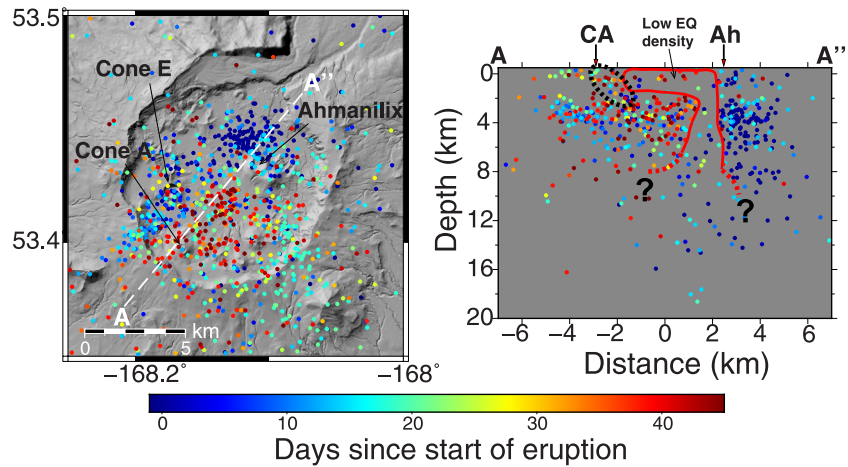 53.5°
Cone E
A''
Ahmanilix
Cone A
53.4°
A
km
0 5
−168.2°
−168°
CA
Low EQ
density
Ah
A
A''
0
4
8
12
16
20
Depth (km)
?
?
−6 −4 −2 0 2 4 6
Distance (km)
0 10 20 30 40
Days since start of eruption